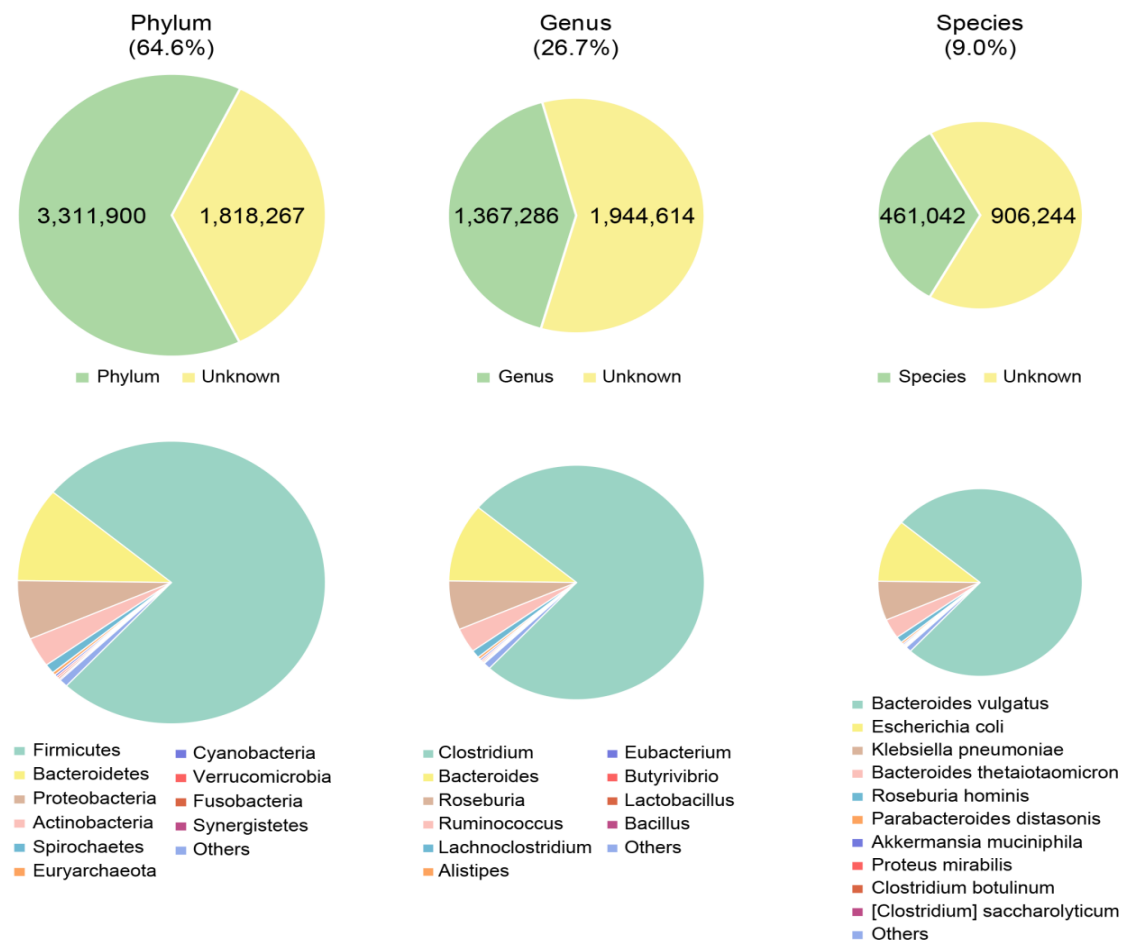 Phylum
(64.6%)
Genus
(26.7%)
Species
(9.0%)
3,311,900
1,818,267
1,367,286
1,944,614
461,042
906,244
Phylum
Unknown
Genus
Unknown
Species
Unknown
Firmicutes
Bacteroidetes
Proteobacteria
Actinobacteria
Spirochaetes
Euryarchaeota
Cyanobacteria
Verrucomicrobia
Fusobacteria
Synergistetes
Others
Clostridium
Bacteroides
Roseburia
Ruminococcus
Lachnoclostridium
Alistipes
Eubacterium
Butyrivibrio
Lactobacillus
Bacillus
Others
Bacteroides vulgatus
Escherichia coli
Klebsiella pneumoniae
Bacteroides thetaiotaomicron
Roseburia hominis
Parabacteroides distasonis
Akkermansia muciniphila
Proteus mirabilis
Clostridium botulinum
[Clostridium] saccharolyticum
Others